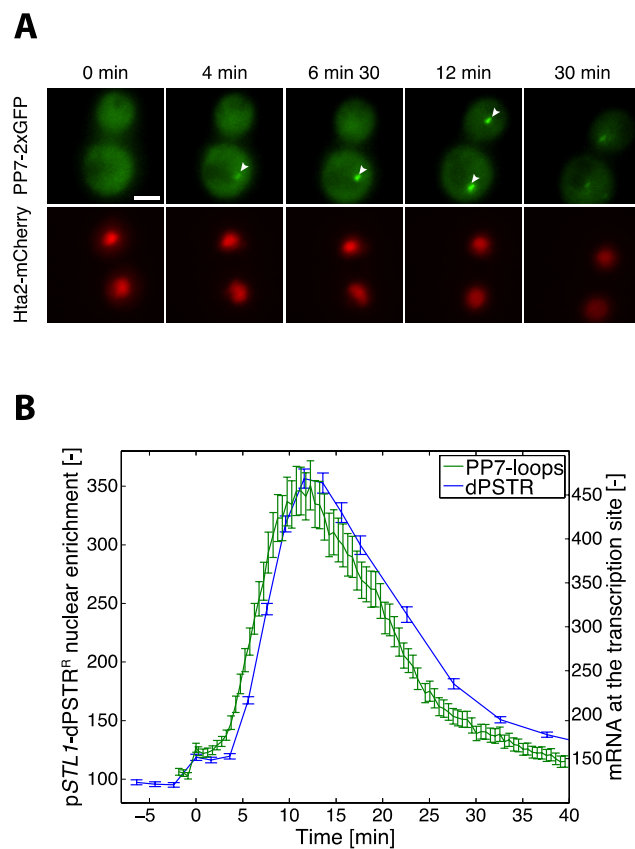 A
0 min 4 min 6 min 30 12 min 30 min
PP7-2xGFP
Hta2-mCherry
B
pSTL1-dPSTRᴿ nuclear enrichment [-]
350
300
250
200
150
100
PP7-loops
dPSTR
450
400
350
300
250
200
150
mRNA at the transcription site [-]
−5 0 5 10 15 20 25 30 35 40
Time [min]